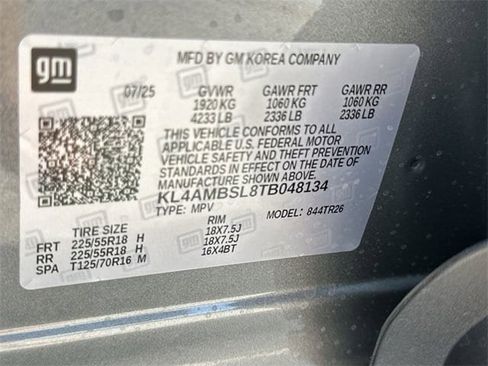 gm
MFD BY GM KOREA COMPANY
07/25 GVWR GAWR FRT GAWR RR
1920 KG 1060 KG 1060 KG
4233 LB 2336 LB 2336 LB
THIS VEHICLE CONFORMS TO ALL
APPLICABLE U.S. FEDERAL MOTOR
VEHICLE SAFETY AND THEFT PREVENTION
STANDARDS IN EFFECT ON THE DATE OF
MANUFACTURE SHOWN ABOVE.
KL4AMBSL8TB048134
TYPE: MPV MODEL: 844TR26
RIM
FRT 225/55R18 H 18X7.5J
RR 225/55R18 H 18X7.5J
SPA T125/70R16 M 16X4BT